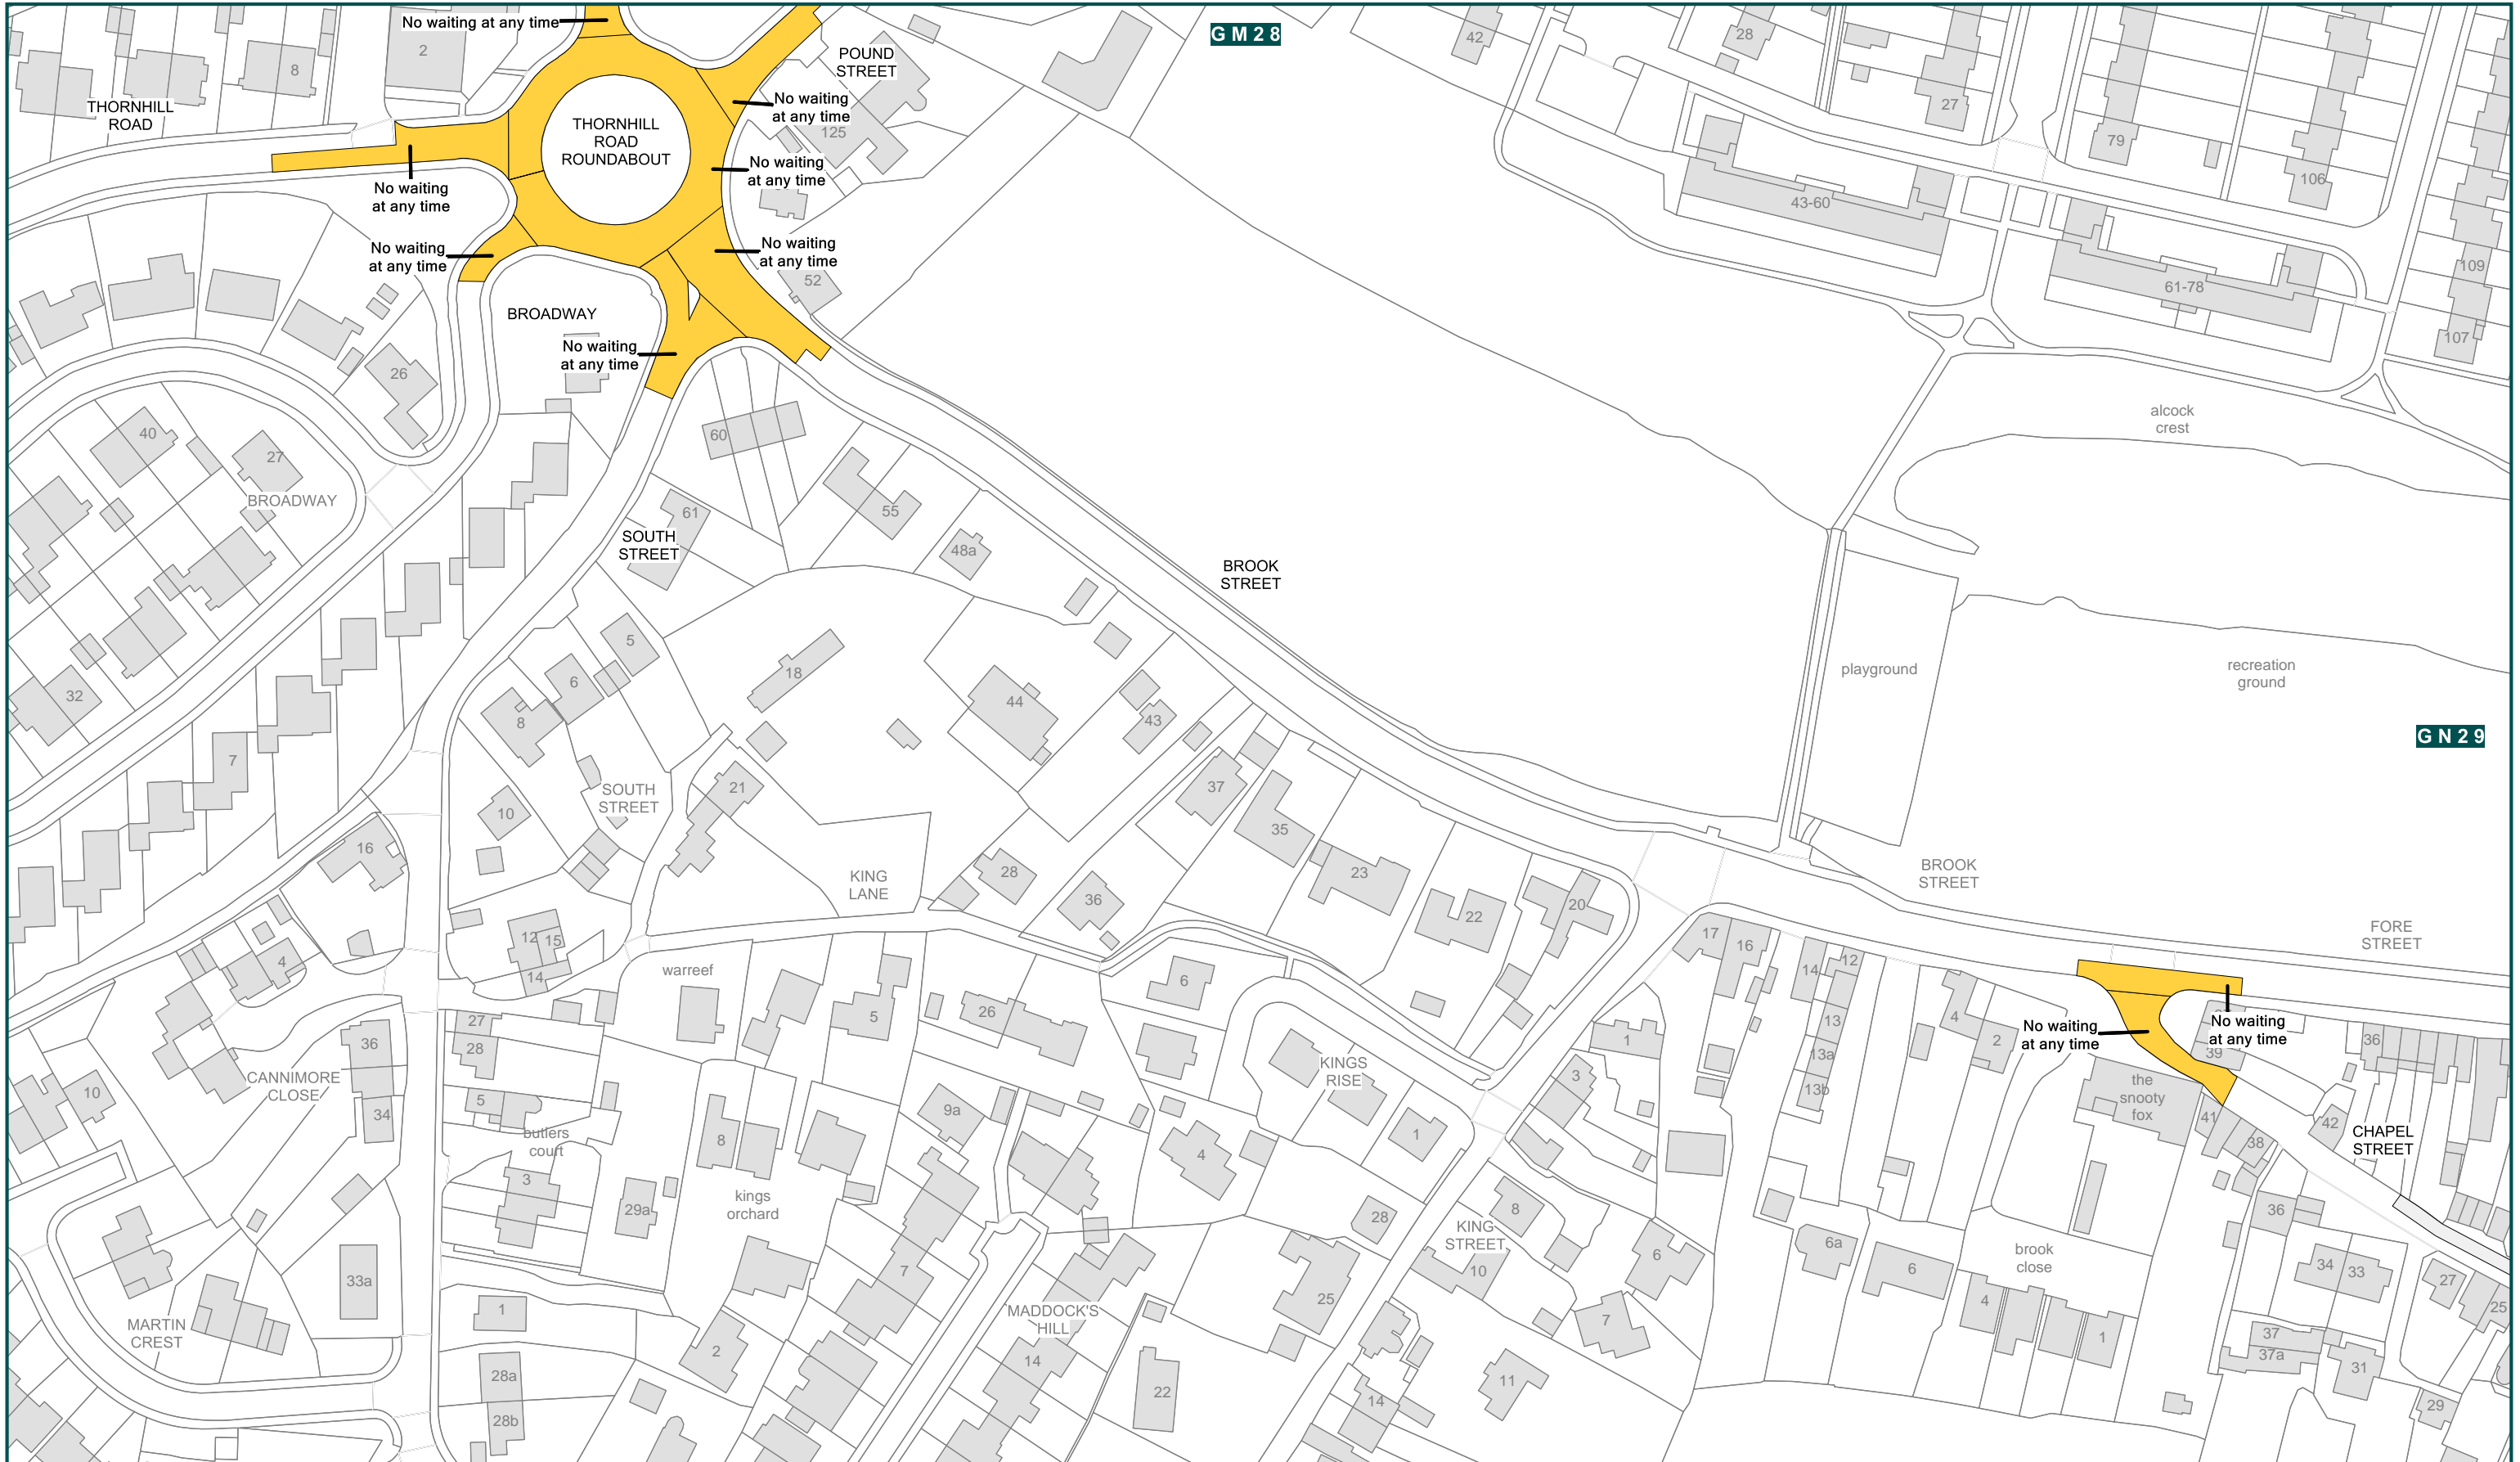 No waiting at any time
GM28
2
8
THORNHILL
ROAD
POUND
STREET
No waiting
at any time
125
THORNHILL
ROAD
ROUNDABOUT
No waiting
at any time
No waiting
at any time
No waiting
at any time
No waiting
at any time
52
BROADWAY
No waiting
at any time
42
28
27
79
106
43-60
61-78
109
107
26
40
27
BROADWAY
60
55
61
48a
SOUTH
STREET
BROOK
STREET
alcock
crest
playground
recreation
ground
GN29
32
7
5
6
8
18
44
43
10
SOUTH
STREET
21
37
35
23
22
20
16
KING
LANE
28
36
BROOK
STREET
FORE
STREET
4
12
15
14
warreef
5
26
6
17
16
14
12
13
13a
13b
4
2
No waiting
at any time
No waiting
at any time
39
36
27
28
36
CANNIMORE
CLOSE
34
10
5
butlers
court
3
29a
8
kings
orchard
9a
4
KINGS
RISE
1
1
3
the
snooty
fox
41
38
42
CHAPEL
STREET
28
8
KING
STREET
10
6
6a
6
brook
close
4
1
36
34
33
27
25
33a
MARTIN
CREST
1
28a
28b
2
7
MADDOCK'S
HILL
14
22
25
7
11
14
37
37a
31
29